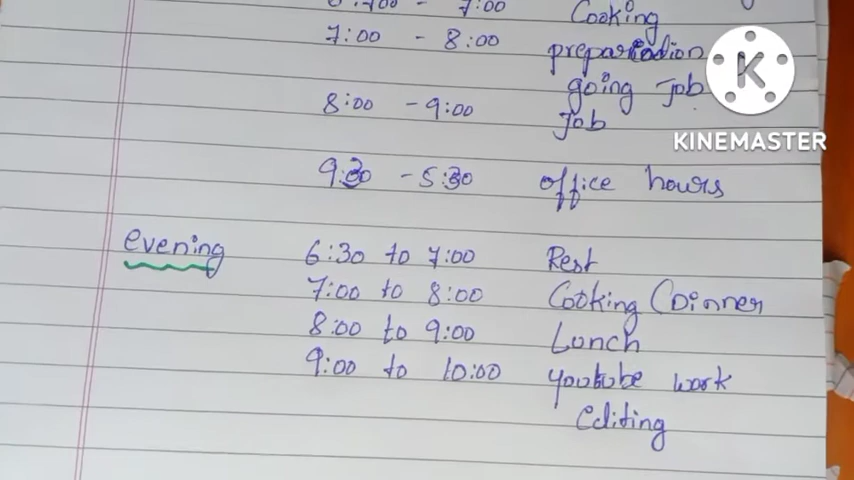 - 7:00 Cooking
7:00 - 8:00 preparation
going Job
8:00 - 9:00 Job
9:30 - 5:30 office hours
evening 6:30 to 7:00 Rest
7:00 to 8:00 Cooking (Dinner
8:00 to 9:00 Lunch
9:00 to 10:00 youtube work
editing
K
KINEMASTER